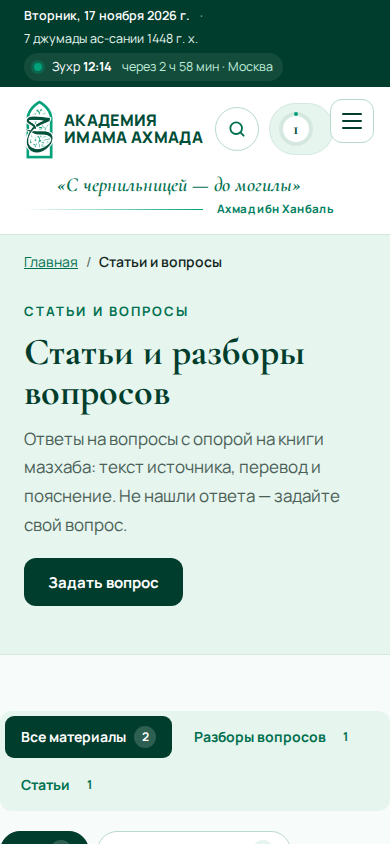 Вторник, 17 ноября 2026 г. ·
7 джумады ас-сании 1448 г. х.
Зухр 12:14 через 2 ч 58 мин · Москва
АКАДЕМИЯ
ИМАМА АХМАДА
1
«С чернильницей — до могилы»
Ахмад ибн Ханбаль
Главная / Статьи и вопросы
СТАТЬИ И ВОПРОСЫ
Статьи и разборы
вопросов
Ответы на вопросы с опорой на книги
мазхаба: текст источника, перевод и
пояснение. Не нашли ответа — задайте
свой вопрос.
Задать вопрос
Все материалы 2 Разборы вопросов 1
Статьи 1